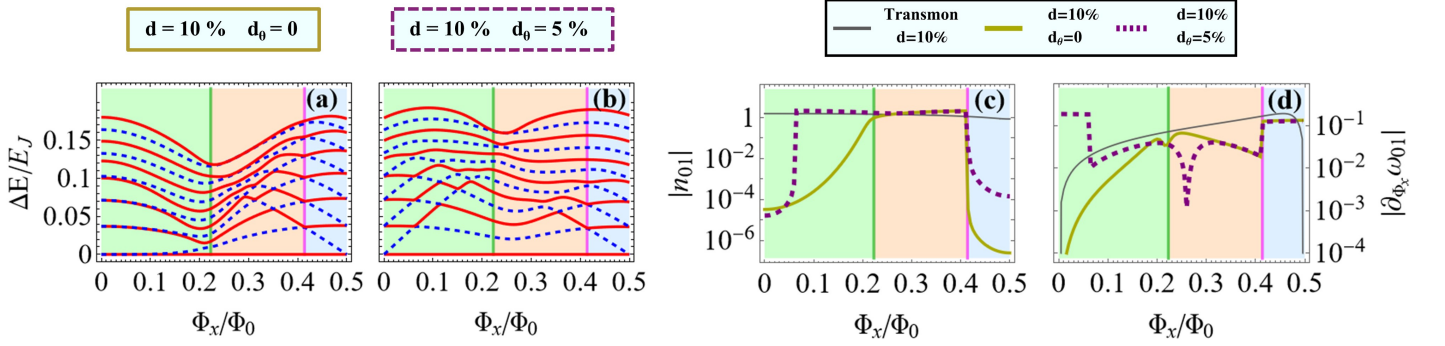 d = 10 % d_θ = 0
d = 10 % d_θ = 5 %
Transmon
d=10%
d=10%
d_θ=0
d=10%
d_θ=5%
(a)
ΔE/E_J
0.15
0.1
0.05
0
0 0.1 0.2 0.3 0.4 0.5
Φ_x/Φ_0
(b)
0 0.1 0.2 0.3 0.4 0.5
Φ_x/Φ_0
(c)
|n_01|
1
10^-2
10^-4
10^-6
0 0.1 0.2 0.3 0.4 0.5
Φ_x/Φ_0
(d)
10^-1
10^-2
10^-3
10^-4
|∂_Φ_x ω_01|
0 0.1 0.2 0.3 0.4 0.5
Φ_x/Φ_0